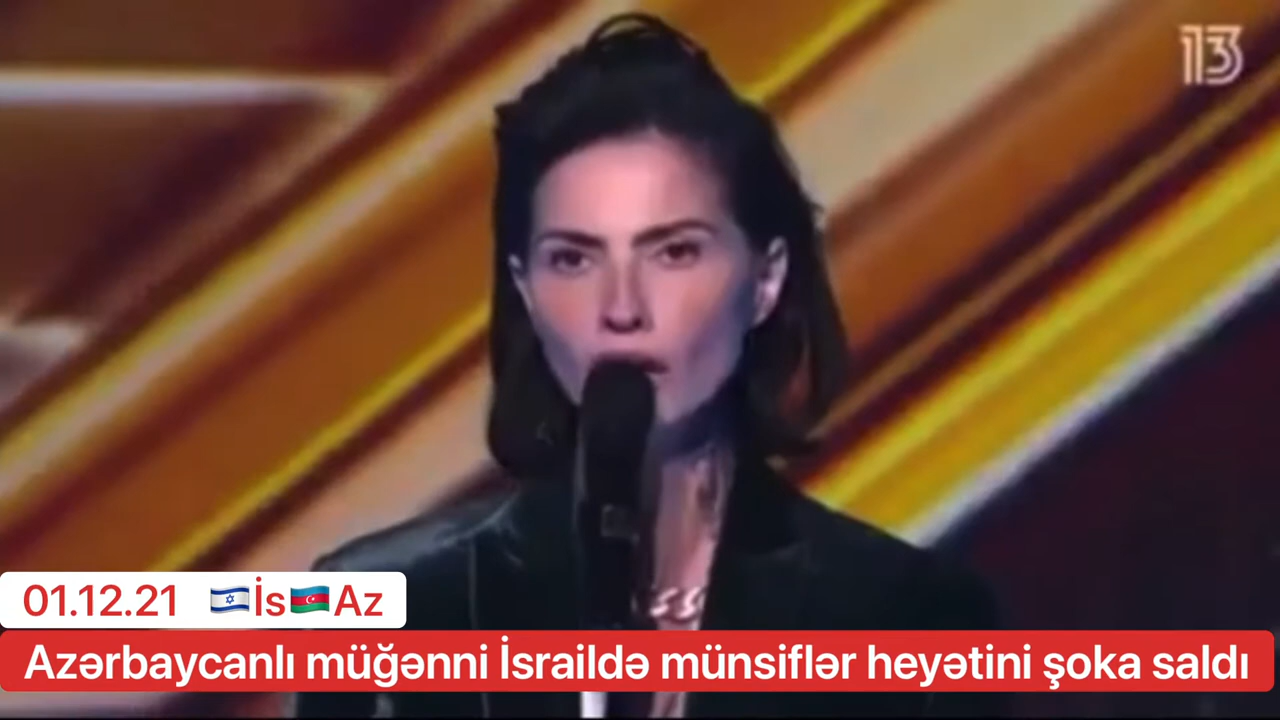 13
01.12.21 🇮🇱İs🇦🇿Az
Azərbaycanlı müğənni İsraildə münsiflər heyətini şoka saldı